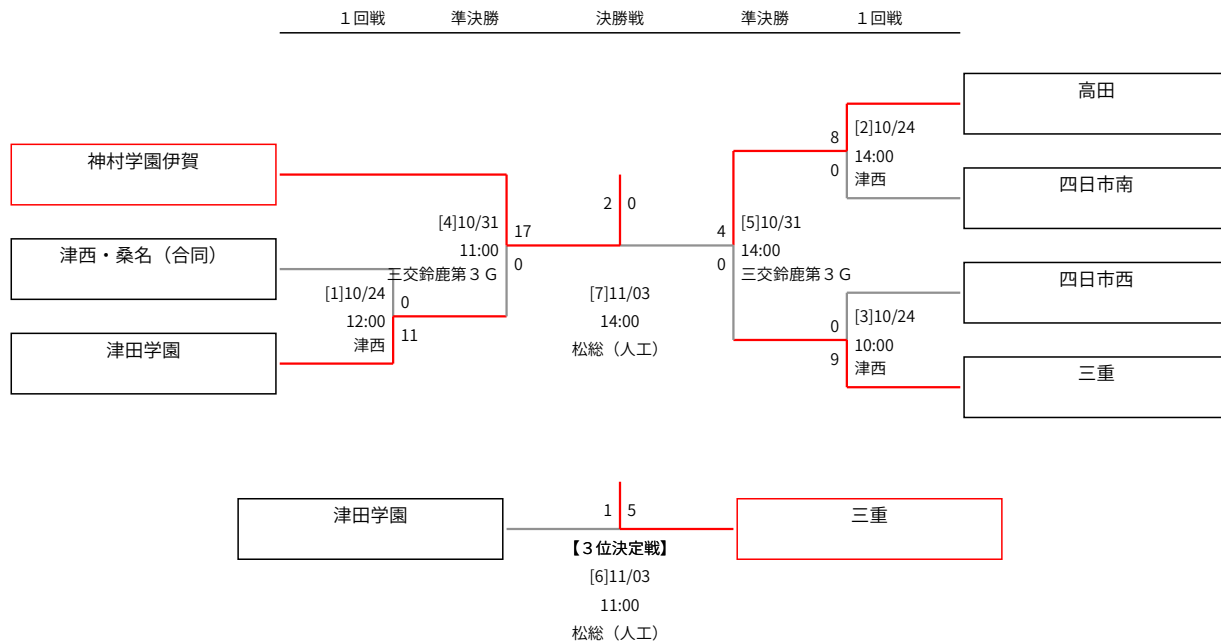 １回戦
準決勝
決勝戦
準決勝
１回戦
神村学園伊賀
津西・桑名（合同）
津田学園
[1]10/24
12:00
津西
0
11
[4]10/31
11:00
三交鈴鹿第３Ｇ
17
0
2
0
[7]11/03
14:00
松総（人工）
4
0
[5]10/31
14:00
三交鈴鹿第３Ｇ
8
0
[2]10/24
14:00
津西
0
9
[3]10/24
10:00
津西
高田
四日市南
四日市西
三重
津田学園
1
5
三重
【３位決定戦】
[6]11/03
11:00
松総（人工）